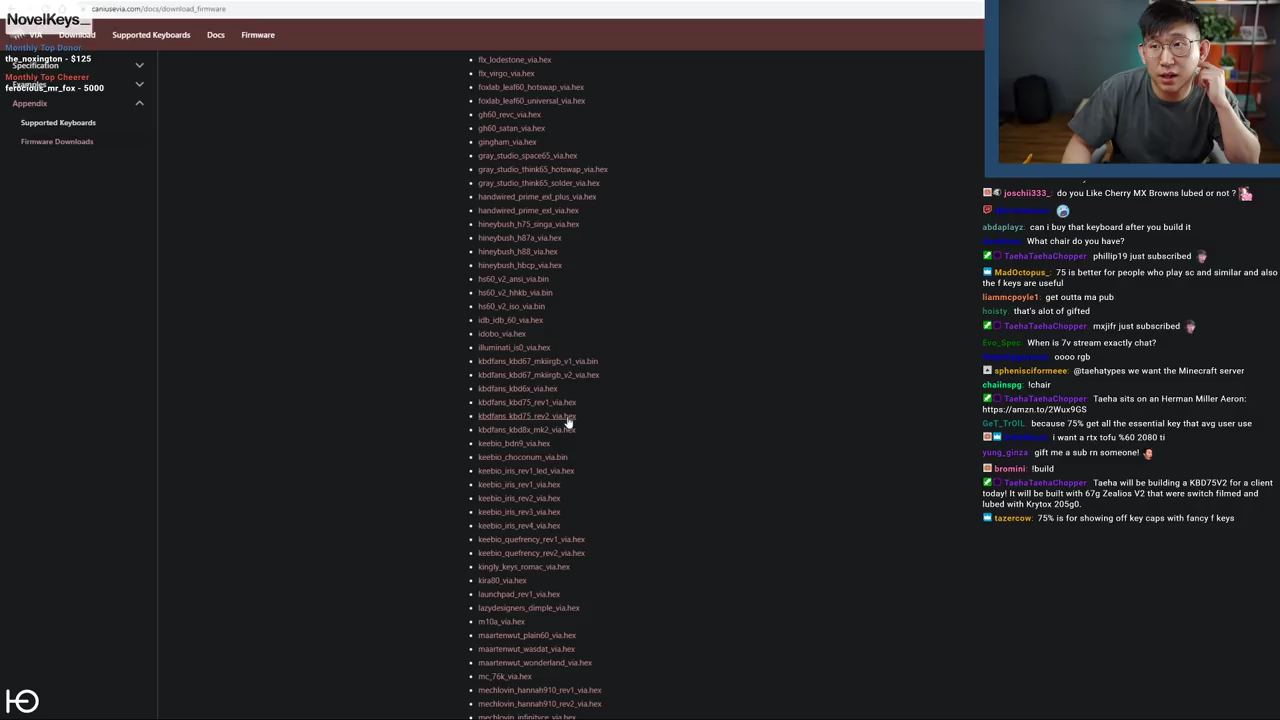 caniusevia.com/docs/download_firmware
NovelKeys_
VIA Download Supported Keyboards Docs Firmware
Monthly Top Donor
the_noxington - $125
Specification
Monthly Top Cheerer
Examples
ferocious_mr_fox - 5000
Appendix
Supported Keyboards
Firmware Downloads
flx_lodestone_via.hex
flx_virgo_via.hex
foxlab_leaf60_hotswap_via.hex
foxlab_leaf60_universal_via.hex
gh60_revc_via.hex
gh60_satan_via.hex
gingham_via.hex
gray_studio_space65_via.hex
gray_studio_think65_hotswap_via.hex
gray_studio_think65_solder_via.hex
handwired_prime_exl_plus_via.hex
handwired_prime_exl_via.hex
hineybush_h75_singa_via.hex
hineybush_h87a_via.hex
hineybush_h88_via.hex
hineybush_hbcp_via.hex
hs60_v2_ansi_via.bin
hs60_v2_hhkb_via.bin
hs60_v2_iso_via.bin
idb_idb_60_via.hex
idobo_via.hex
illuminati_is0_via.hex
kbdfans_kbd67_mkiirgb_v1_via.bin
kbdfans_kbd67_mkiirgb_v2_via.hex
kbdfans_kbd6x_via.hex
kbdfans_kbd75_rev1_via.hex
kbdfans_kbd75_rev2_via.hex
kbdfans_kbd8x_mk2_via.hex
keebio_bdn9_via.hex
keebio_choconum_via.bin
keebio_iris_rev1_led_via.hex
keebio_iris_rev1_via.hex
keebio_iris_rev2_via.hex
keebio_iris_rev3_via.hex
keebio_iris_rev4_via.hex
keebio_quefrency_rev1_via.hex
keebio_quefrency_rev2_via.hex
kingly_keys_romac_via.hex
kira80_via.hex
launchpad_rev1_via.hex
lazydesigners_dimple_via.hex
m10a_via.hex
maartenwut_plain60_via.hex
maartenwut_wasdat_via.hex
maartenwut_wonderland_via.hex
mc_76k_via.hex
mechlovin_hannah910_rev1_via.hex
mechlovin_hannah910_rev2_via.hex
mechlovin_infinityce_via.hex
joschii333_: do you Like Cherry MX Browns lubed or not ?
abdaplayz: can i buy that keyboard after you build it
What chair do you have?
TaehaTaehaChopper: phillip19 just subscribed
MadOctopus_: 75 is better for people who play sc and similar and also
the f keys are useful
liammcpoyle1: get outta ma pub
hoisty: that's alot of gifted
TaehaTaehaChopper: mxjifr just subscribed
Evo_Spec: When is 7v stream exactly chat?
oooo rgb
sphenisciformeee: @taehatypes we want the Minecraft server
chaiinspg: !chair
TaehaTaehaChopper: Taeha sits on an Herman Miller Aeron:
https://amzn.to/2Wux9GS
GeT_TrOlL: because 75% get all the essential key that avg user use
i want a rtx tofu %60 2080 ti
yung_ginza: gift me a sub rn someone!
bromini: !build
TaehaTaehaChopper: Taeha will be building a KBD75V2 for a client
today! It will be built with 67g Zealios V2 that were switch filmed and
lubed with Krytox 205g0.
tazercow: 75% is for showing off key caps with fancy f keys